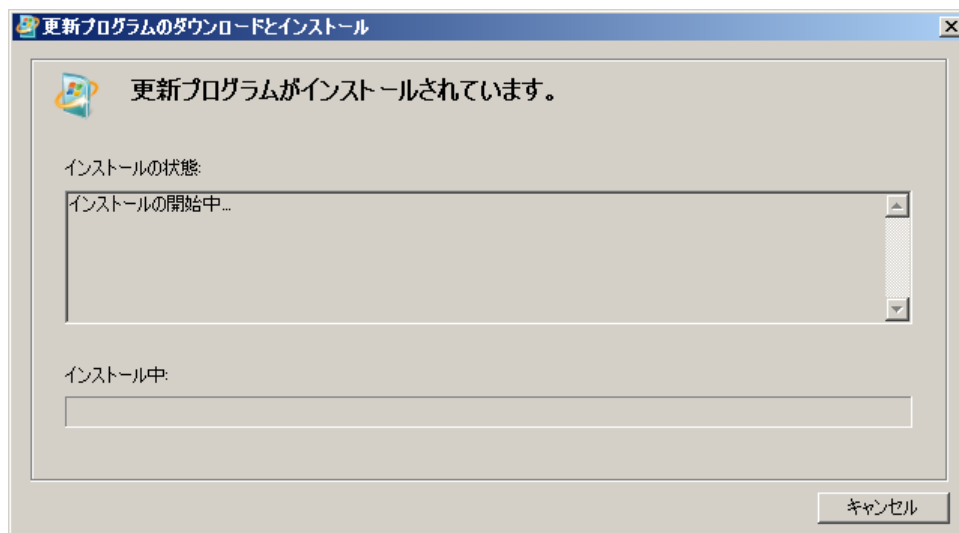 更新プログラムのダウンロードとインストール
更新プログラムがインストールされています。
インストールの状態:
インストールの開始中...
インストール中:
キャンセル